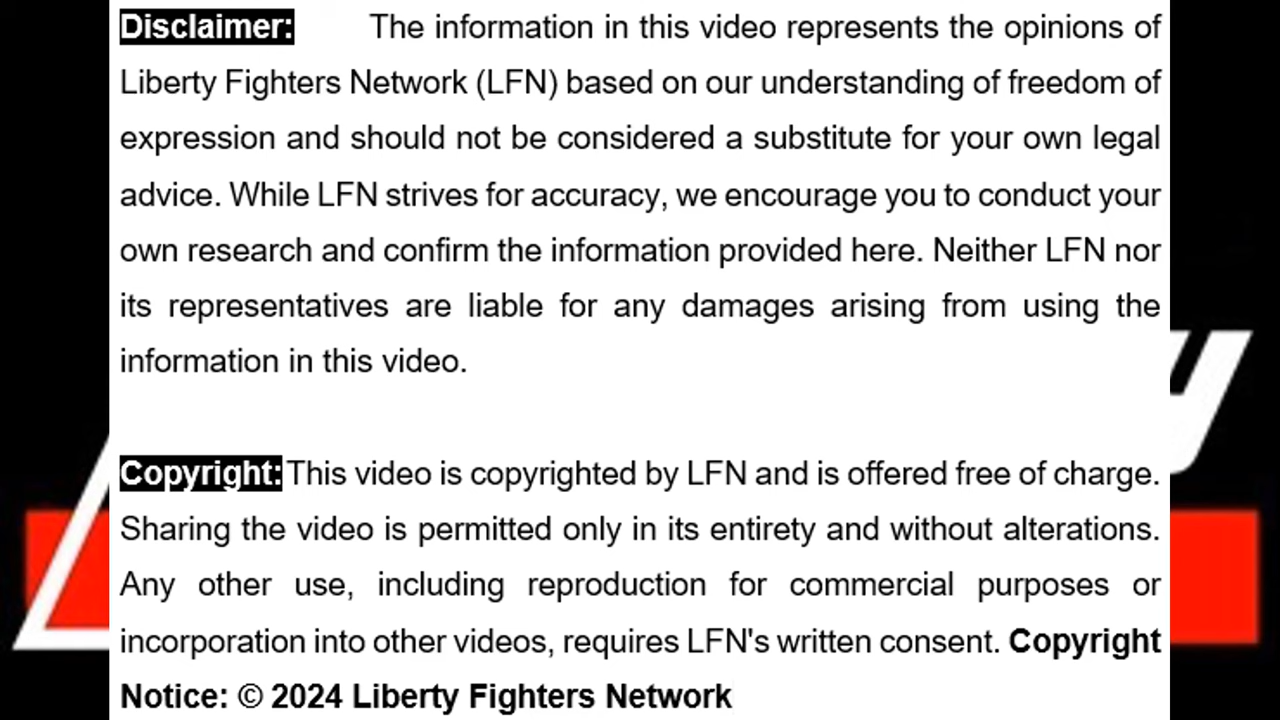 Disclaimer: The information in this video represents the opinions of
Liberty Fighters Network (LFN) based on our understanding of freedom of
expression and should not be considered a substitute for your own legal
advice. While LFN strives for accuracy, we encourage you to conduct your
own research and confirm the information provided here. Neither LFN nor
its representatives are liable for any damages arising from using the
information in this video.
Copyright: This video is copyrighted by LFN and is offered free of charge.
Sharing the video is permitted only in its entirety and without alterations.
Any other use, including reproduction for commercial purposes or
incorporation into other videos, requires LFN's written consent. Copyright
Notice: © 2024 Liberty Fighters Network